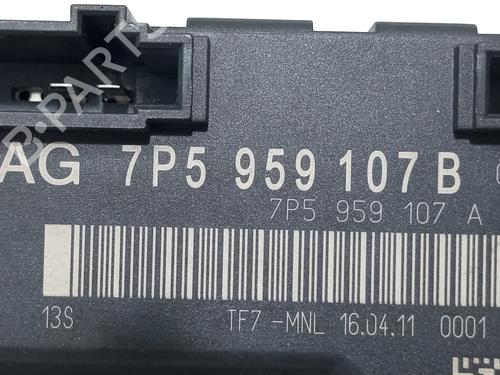 AG 7P5 959 107 B
7P5 959 107 A
13S TF7-MNL 16.04.11 0001
B-PARTS